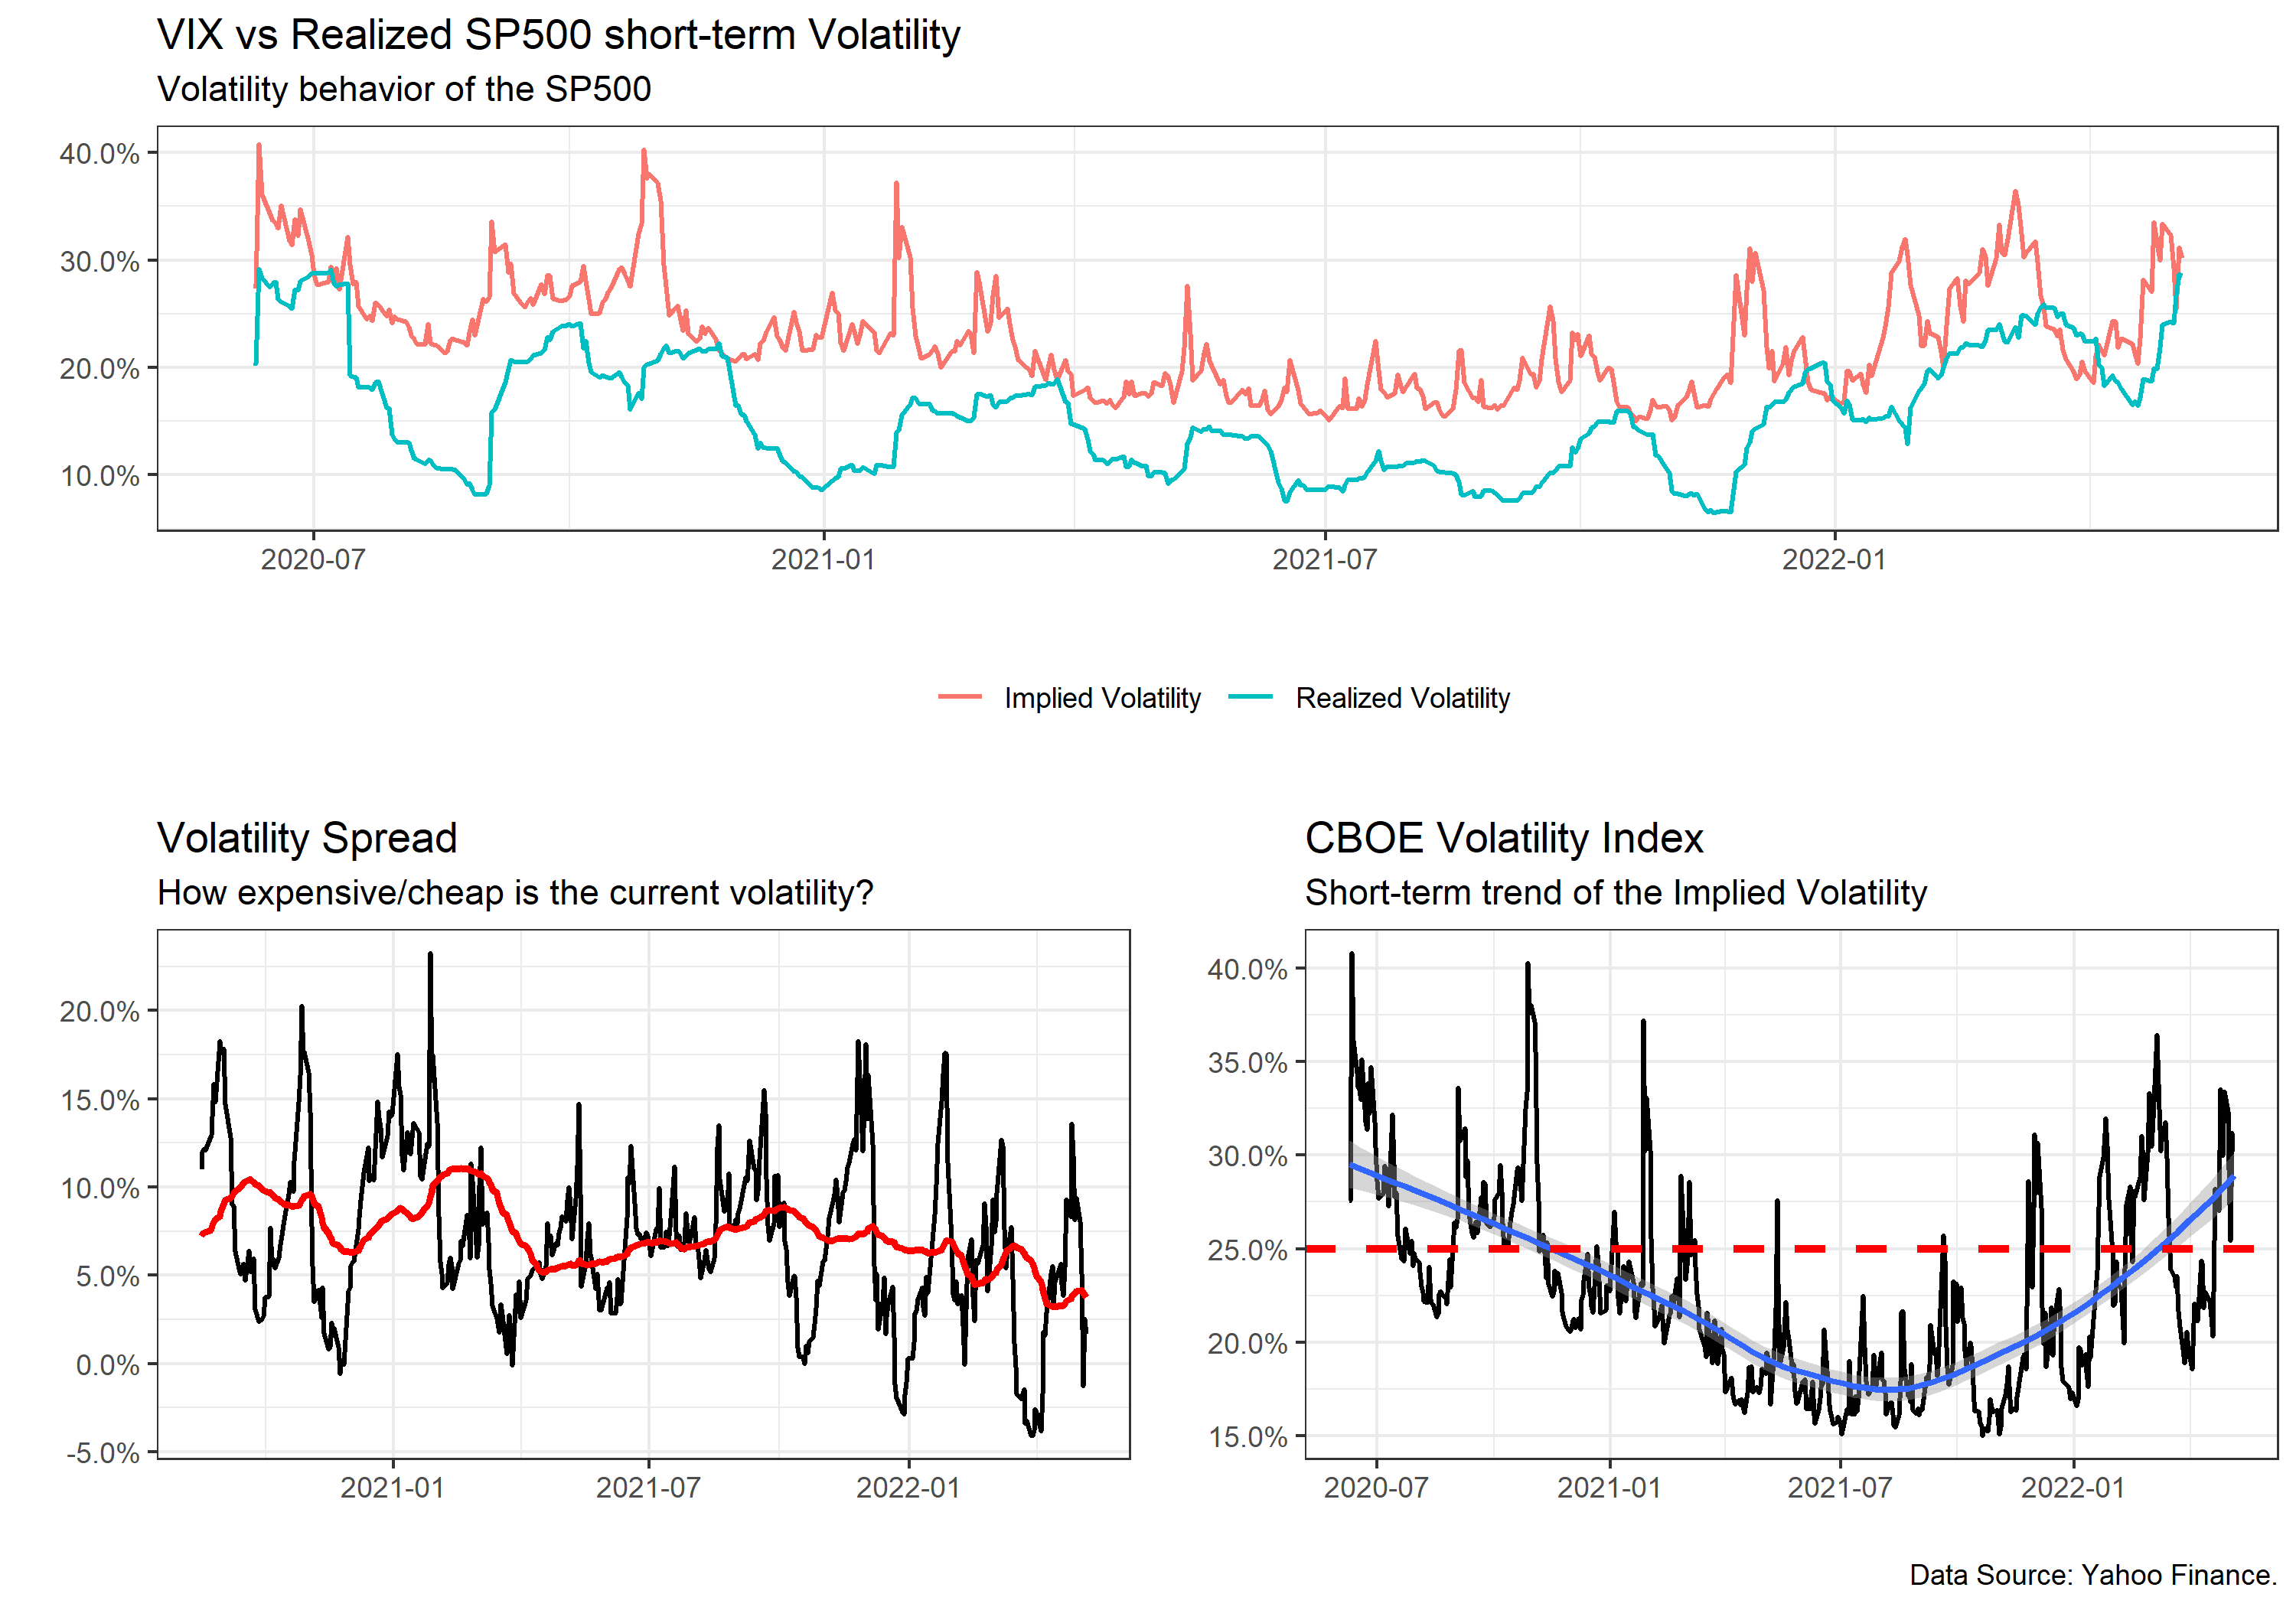 VIX vs Realized SP500 short-term Volatility
Volatility behavior of the SP500
40.0%
30.0%
20.0%
10.0%
2020-07 2021-01 2021-07 2022-01
Implied Volatility Realized Volatility
Volatility Spread
How expensive/cheap is the current volatility?
20.0%
15.0%
10.0%
5.0%
0.0%
-5.0%
2021-01 2021-07 2022-01
CBOE Volatility Index
Short-term trend of the Implied Volatility
40.0%
35.0%
30.0%
25.0%
20.0%
15.0%
2020-07 2021-01 2021-07 2022-01
Data Source: Yahoo Finance.